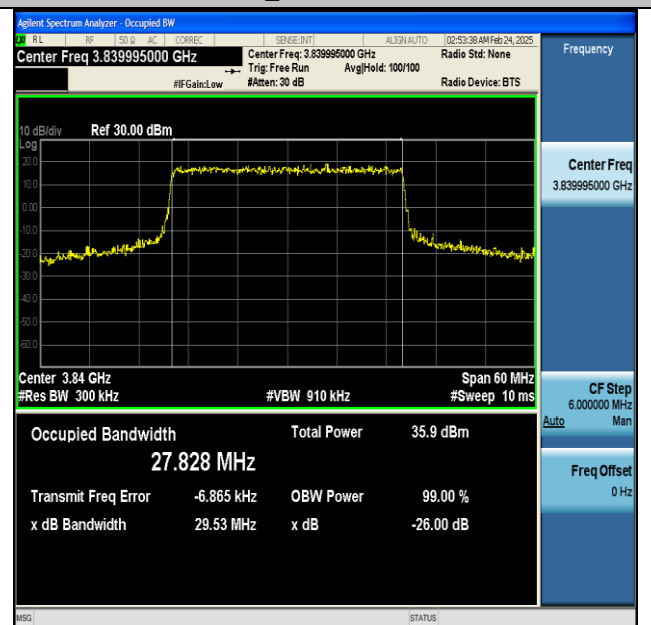 Agilent Spectrum Analyzer - Occupied BW
LXI RL RF 50 Ω AC CORREC SENSE:INT ALIGN AUTO 02:53:38 AM Feb 24, 2025
Center Freq 3.839995000 GHz
Center Freq: 3.839995000 GHz
Radio Std: None
Trig: Free Run Avg|Hold: 100/100
#IFGain:Low
#Atten: 30 dB
Radio Device: BTS
10 dB/div Ref 30.00 dBm
Log
20.0
10.0
0.00
-10.0
-20.0
-30.0
-40.0
-50.0
-60.0
Center 3.84 GHz
Span 60 MHz
#Res BW 300 kHz
#VBW 910 kHz
#Sweep 10 ms
Occupied Bandwidth
Total Power 35.9 dBm
27.828 MHz
Transmit Freq Error -6.865 kHz
OBW Power 99.00 %
x dB Bandwidth 29.53 MHz
x dB -26.00 dB
MSG
STATUS
Frequency
Center Freq
3.839995000 GHz
CF Step
6.000000 MHz
Auto Man
Freq Offset
0 Hz